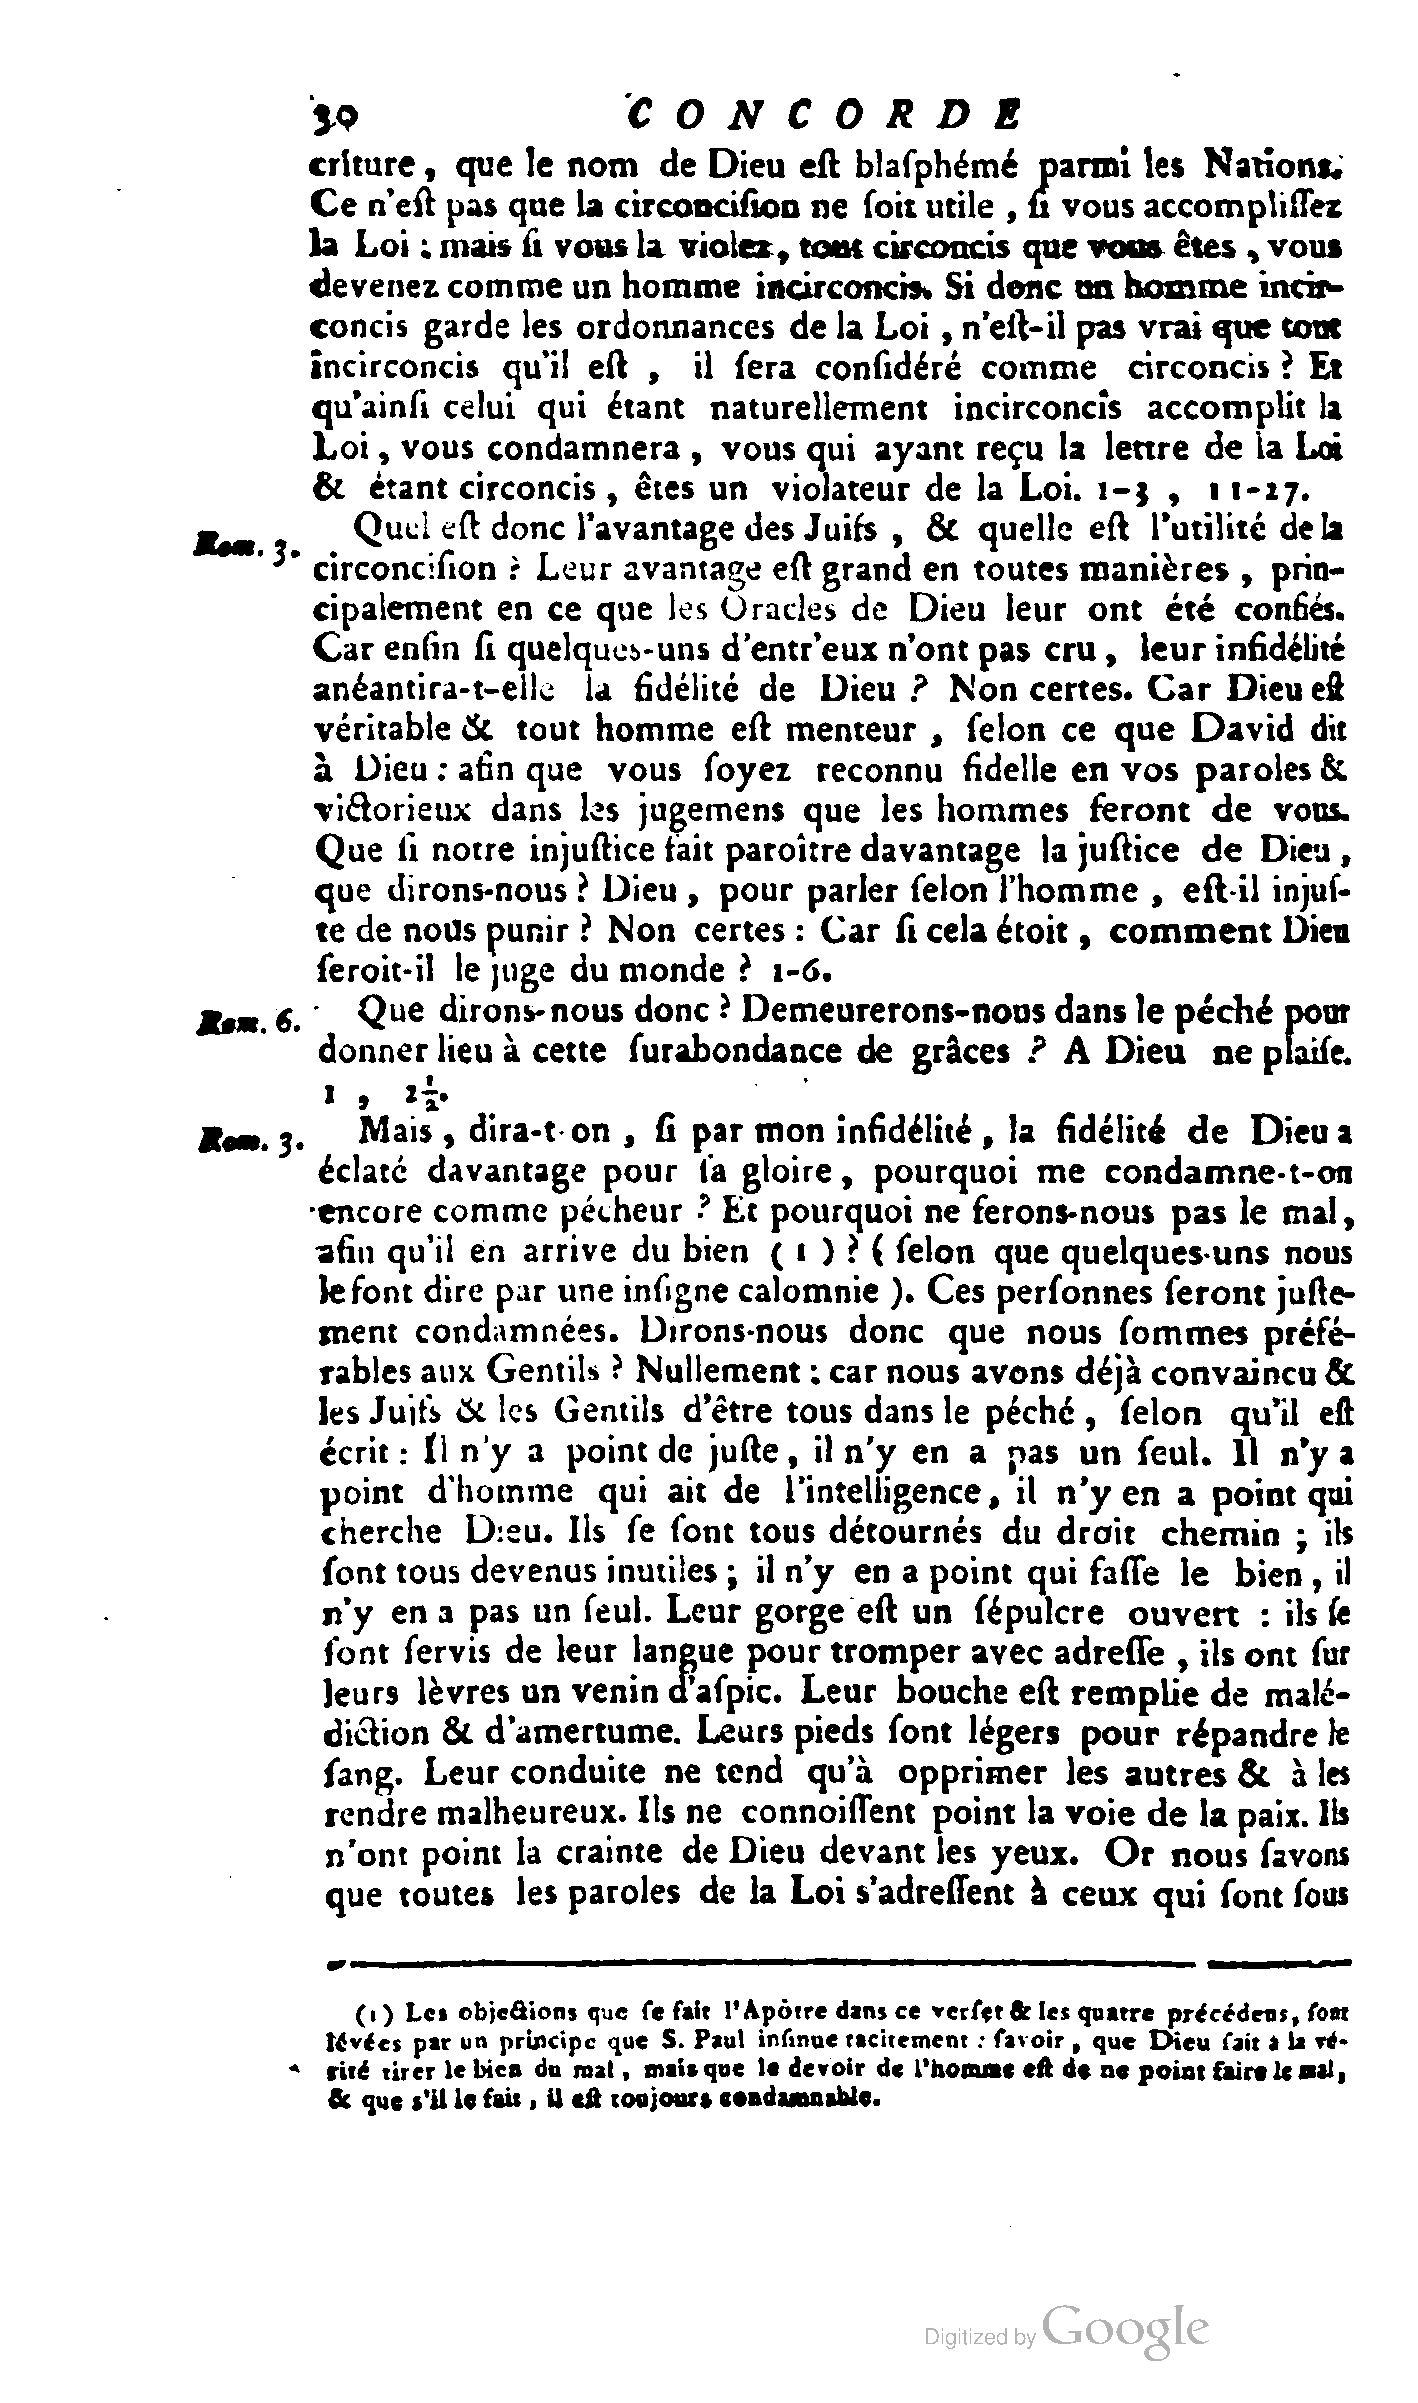 30 CONCORDE
criture, que le nom de Dieu eſt blaſphémé parmi les Nations.
Ce n'eſt pas que la circonciſion ne ſoit utile, ſi vous accompliſſez
la Loi : mais ſi vous la violez, tout circoncis que vous êtes, vous
devenez comme un homme incirconcis. Si donc un homme incir-
concis garde les ordonnances de la Loi, n'eſt-il pas vrai que tout
incirconcis qu'il eſt, il ſera conſidéré comme circoncis ? Et
qu'ainſi celui qui étant naturellement incirconcis accomplit la
Loi, vous condamnera, vous qui ayant reçu la lettre de la Loi
& étant circoncis, êtes un violateur de la Loi. 1-3, 11-27.
Rom. 3. Quel eſt donc l'avantage des Juifs, & quelle eſt l'utilité de la
circonciſion ? Leur avantage eſt grand en toutes manières, prin-
cipalement en ce que les Oracles de Dieu leur ont été confiés.
Car enfin ſi quelques-uns d'entr'eux n'ont pas cru, leur infidélité
anéantira-t-elle la fidélité de Dieu ? Non certes. Car Dieu eſt
véritable & tout homme eſt menteur, ſelon ce que David dit
à Dieu : afin que vous ſoyez reconnu fidelle en vos paroles &
victorieux dans les jugemens que les hommes feront de vous.
Que ſi notre injuſtice fait paroître davantage la juſtice de Dieu,
que dirons-nous ? Dieu, pour parler ſelon l'homme, eſt-il injuſ-
te de nous punir ? Non certes : Car ſi cela étoit, comment Dieu
ſeroit-il le juge du monde ? 1-6.
Rom. 6. Que dirons-nous donc ? Demeurerons-nous dans le péché pour
donner lieu à cette ſurabondance de grâces ? A Dieu ne plaiſe.
1, 2½.
Rom. 3. Mais, dira-t-on, ſi par mon infidélité, la fidélité de Dieu a
éclaté davantage pour ſa gloire, pourquoi me condamne-t-on
encore comme pécheur ? Et pourquoi ne ferons-nous pas le mal,
afin qu'il en arrive du bien (1) ? (ſelon que quelques-uns nous
le font dire par une inſigne calomnie). Ces perſonnes ſeront juſte-
ment condamnées. Dirons-nous donc que nous ſommes préfé-
rables aux Gentils ? Nullement : car nous avons déjà convaincu &
les Juifs & les Gentils d'être tous dans le péché, ſelon qu'il eſt
écrit : Il n'y a point de juſte, il n'y en a pas un ſeul. Il n'y a
point d'homme qui ait de l'intelligence, il n'y en a point qui
cherche Dieu. Ils ſe ſont tous détournés du droit chemin ; ils
ſont tous devenus inutiles ; il n'y en a point qui faſſe le bien, il
n'y en a pas un ſeul. Leur gorge eſt un ſépulcre ouvert : ils ſe
ſont ſervis de leur langue pour tromper avec adreſſe, ils ont ſur
leurs lèvres un venin d'aſpic. Leur bouche eſt remplie de malé-
diction & d'amertume. Leurs pieds ſont légers pour répandre le
ſang. Leur conduite ne tend qu'à opprimer les autres & à les
rendre malheureux. Ils ne connoiſſent point la voie de la paix. Ils
n'ont point la crainte de Dieu devant les yeux. Or nous ſavons
que toutes les paroles de la Loi s'adreſſent à ceux qui ſont ſous
(1) Les objections que ſe fait l'Apôtre dans ce verſet & les quatre précédens, ſont
lévées par un principe que S. Paul inſinue tacitement : ſavoir, que Dieu ſait à la vé-
rité tirer le bien du mal, mais que le devoir de l'homme eſt de ne point faire le mal,
& que s'il le fait, il eſt toujours condamnable.
Digitized by Google